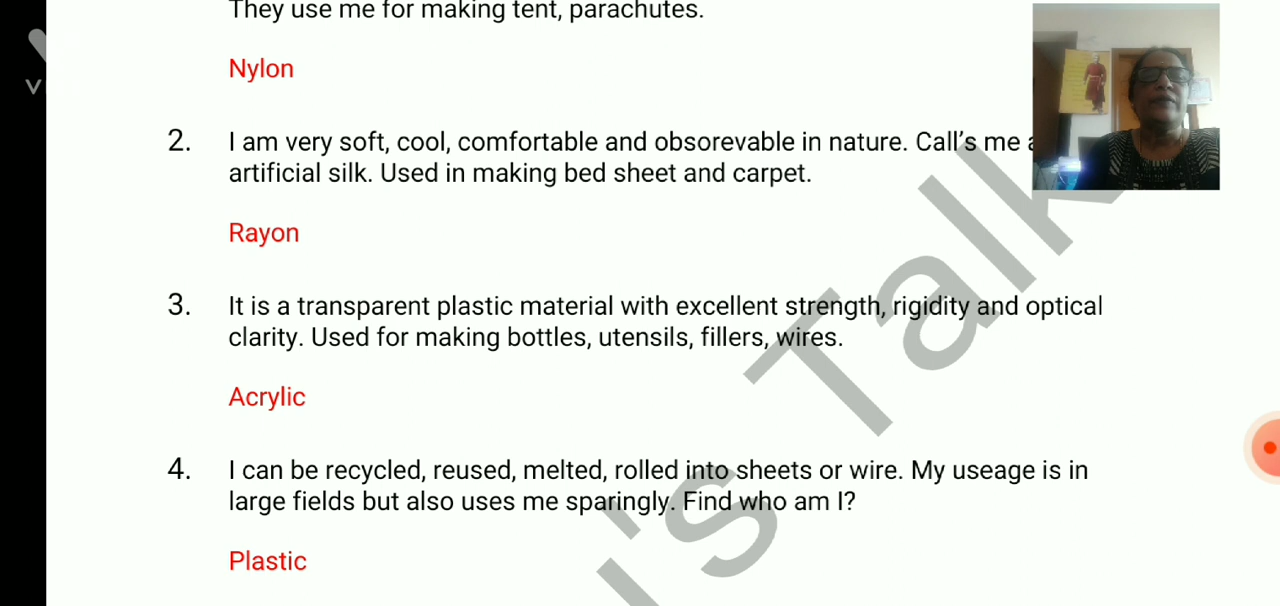 They use me for making tent, parachutes.
Nylon
2. I am very soft, cool, comfortable and obsorevable in nature. Call's me
artificial silk. Used in making bed sheet and carpet.
Rayon
3. It is a transparent plastic material with excellent strength, rigidity and optical
clarity. Used for making bottles, utensils, fillers, wires.
Acrylic
4. I can be recycled, reused, melted, rolled into sheets or wire. My useage is in
large fields but also uses me sparingly. Find who am I?
Plastic
's Talk